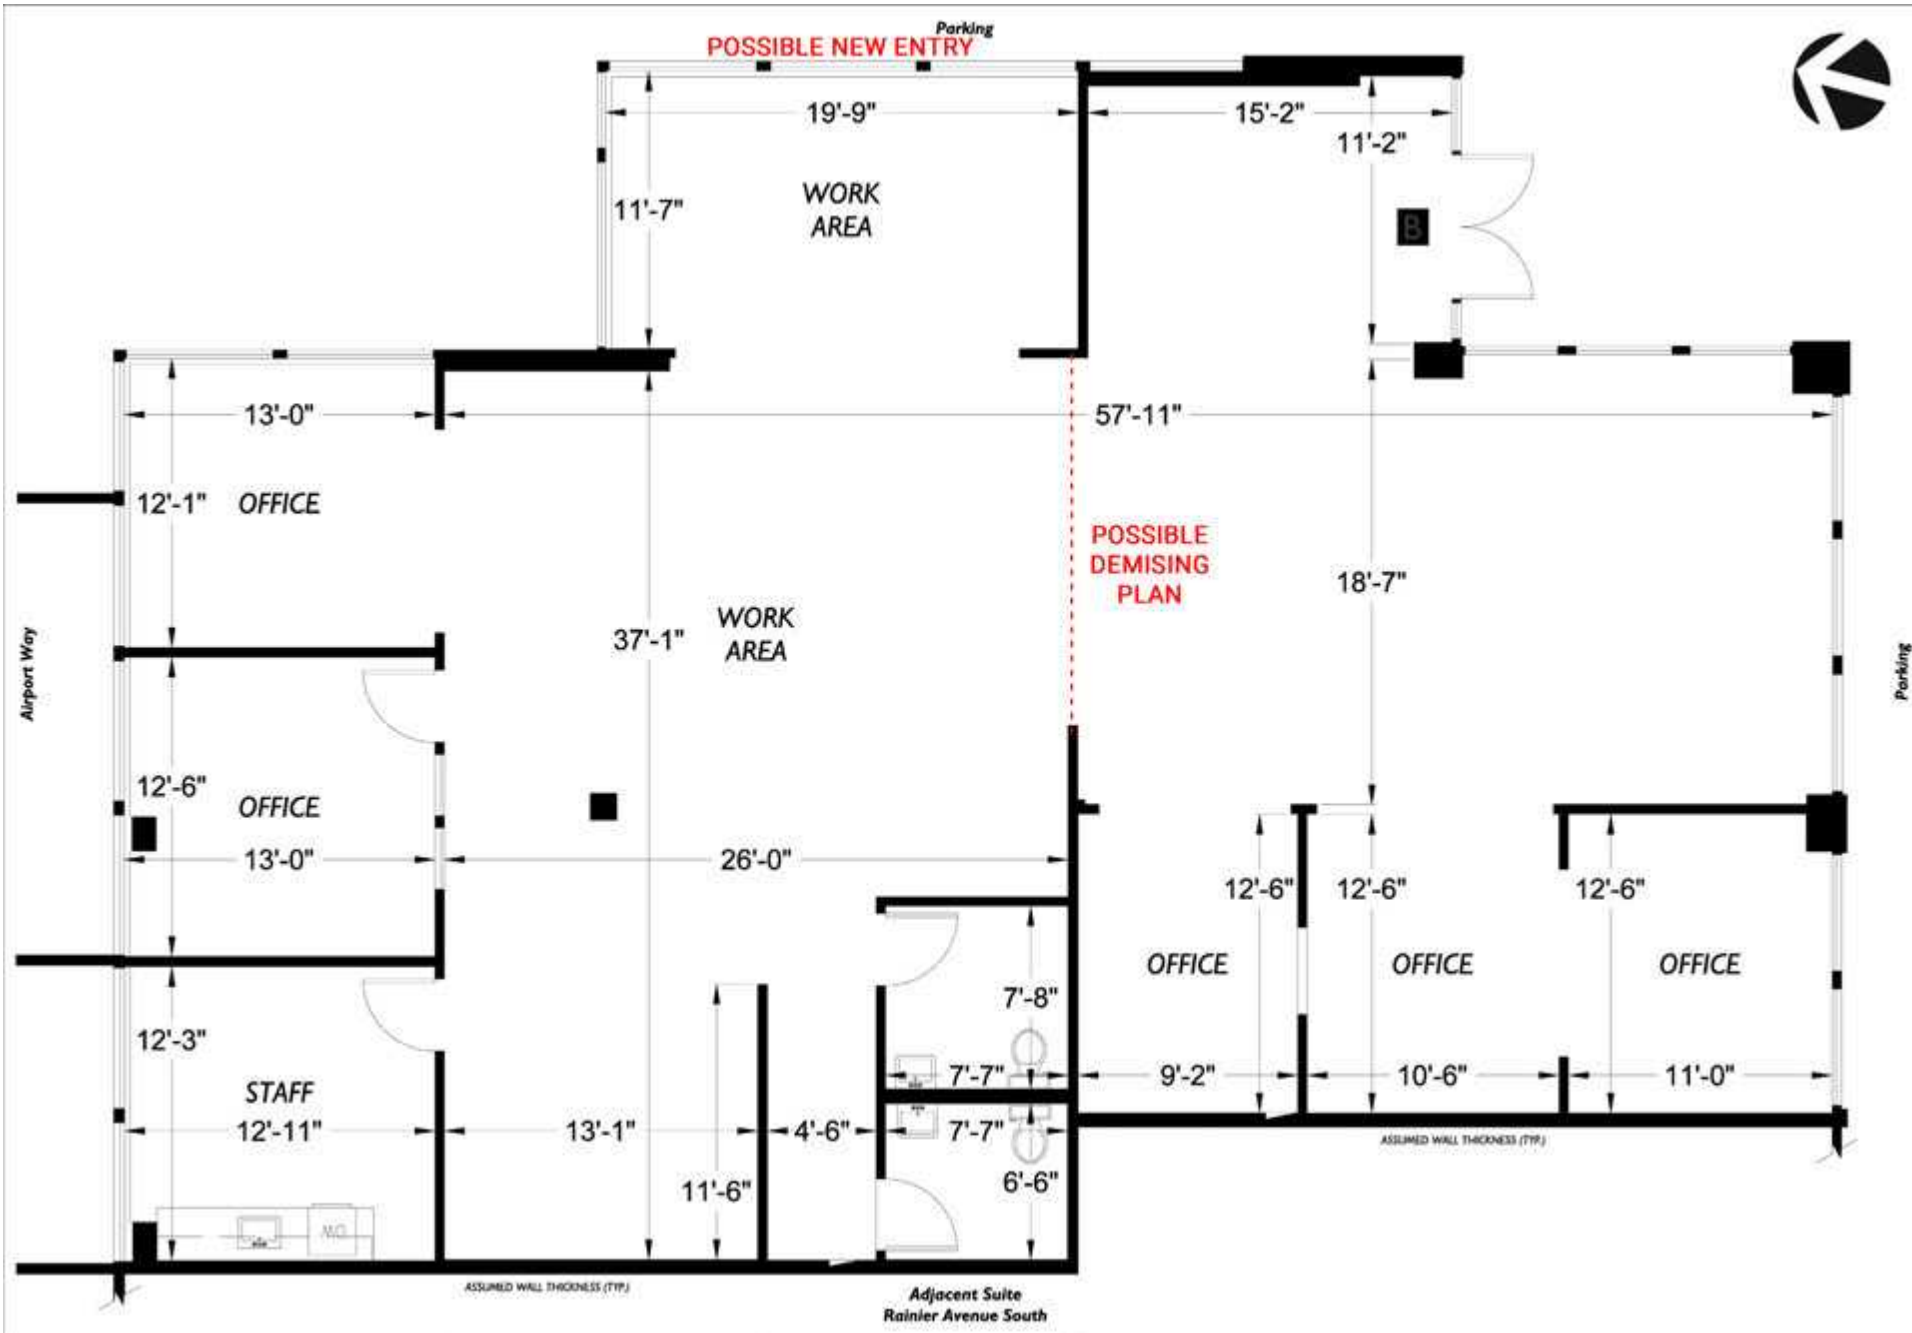 Parking
POSSIBLE NEW ENTRY
19'-9"
15'-2"
11'-2"
11'-7"
WORK
AREA
B
13'-0"
57'-11"
12'-1"
OFFICE
POSSIBLE
DEMISING
PLAN
18'-7"
WORK
AREA
37'-1"
Airport Way
Parking
12'-6"
OFFICE
13'-0"
26'-0"
12'-6"
12'-6"
12'-6"
OFFICE
OFFICE
OFFICE
7'-8"
12'-3"
STAFF
7'-7"
9'-2"
10'-6"
11'-0"
12'-11"
13'-1"
4'-6"
7'-7"
ASSUMED WALL THICKNESS (TYP.)
11'-6"
6'-6"
DW
ASSUMED WALL THICKNESS (TYP.)
Adjacent Suite
Rainier Avenue South